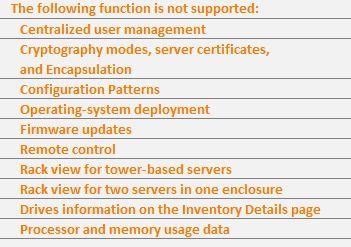 The following function is not supported:
Centralized user management
Cryptography modes, server certificates,
and Encapsulation
Configuration Patterns
Operating-system deployment
Firmware updates
Remote control
Rack view for tower-based servers
Rack view for two servers in one enclosure
Drives information on the Inventory Details page
Processor and memory usage data